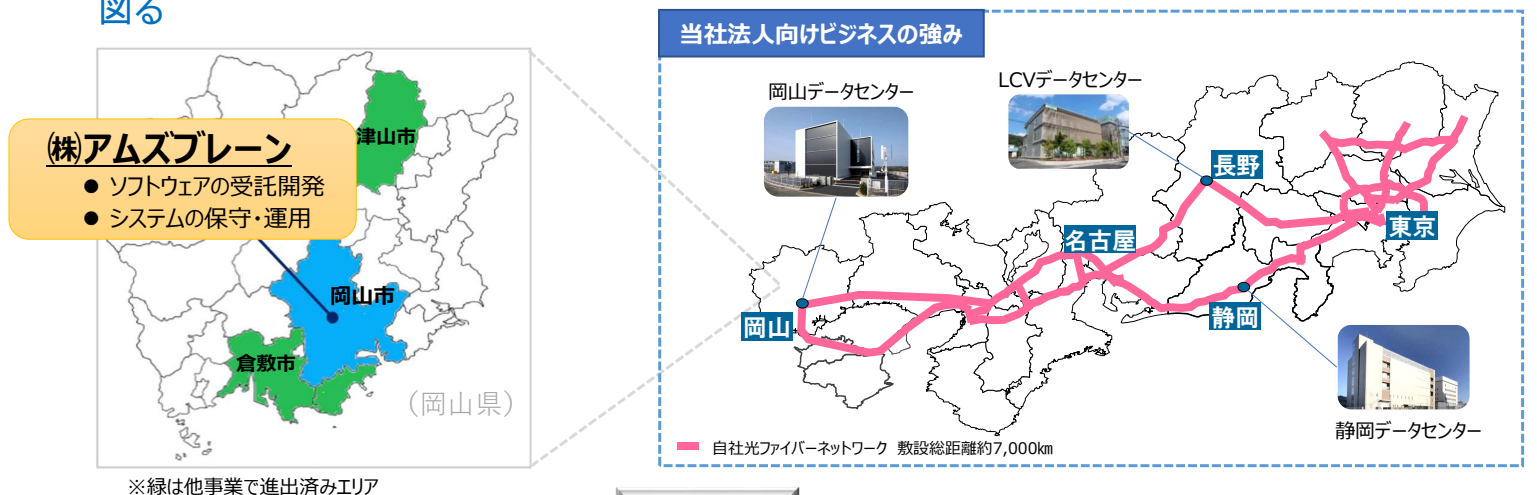 図る
㈱アムズブレーン
● ソフトウェアの受託開発
● システムの保守・運用
津山市
岡山市
倉敷市
（岡山県）
※緑は他事業で進出済みエリア
当社法人向けビジネスの強み
岡山データセンター
LCVデータセンター
長野
東京
名古屋
静岡
岡山
静岡データセンター
自社光ファイバーネットワーク 敷設総距離約7,000km